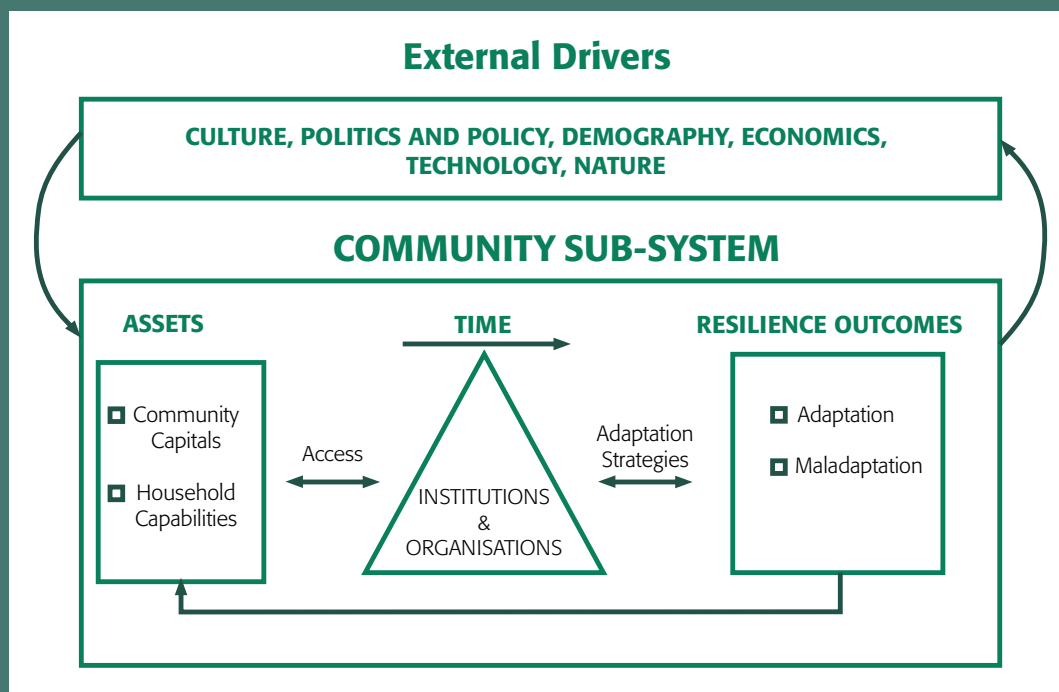 External Drivers
CULTURE, POLITICS AND POLICY, DEMOGRAPHY, ECONOMICS,
TECHNOLOGY, NATURE
COMMUNITY SUB-SYSTEM
ASSETS
Community
Capitals
Household
Capabilities
Access
TIME
INSTITUTIONS
&
ORGANISATIONS
Adaptation
Strategies
RESILIENCE OUTCOMES
Adaptation
Maladaptation